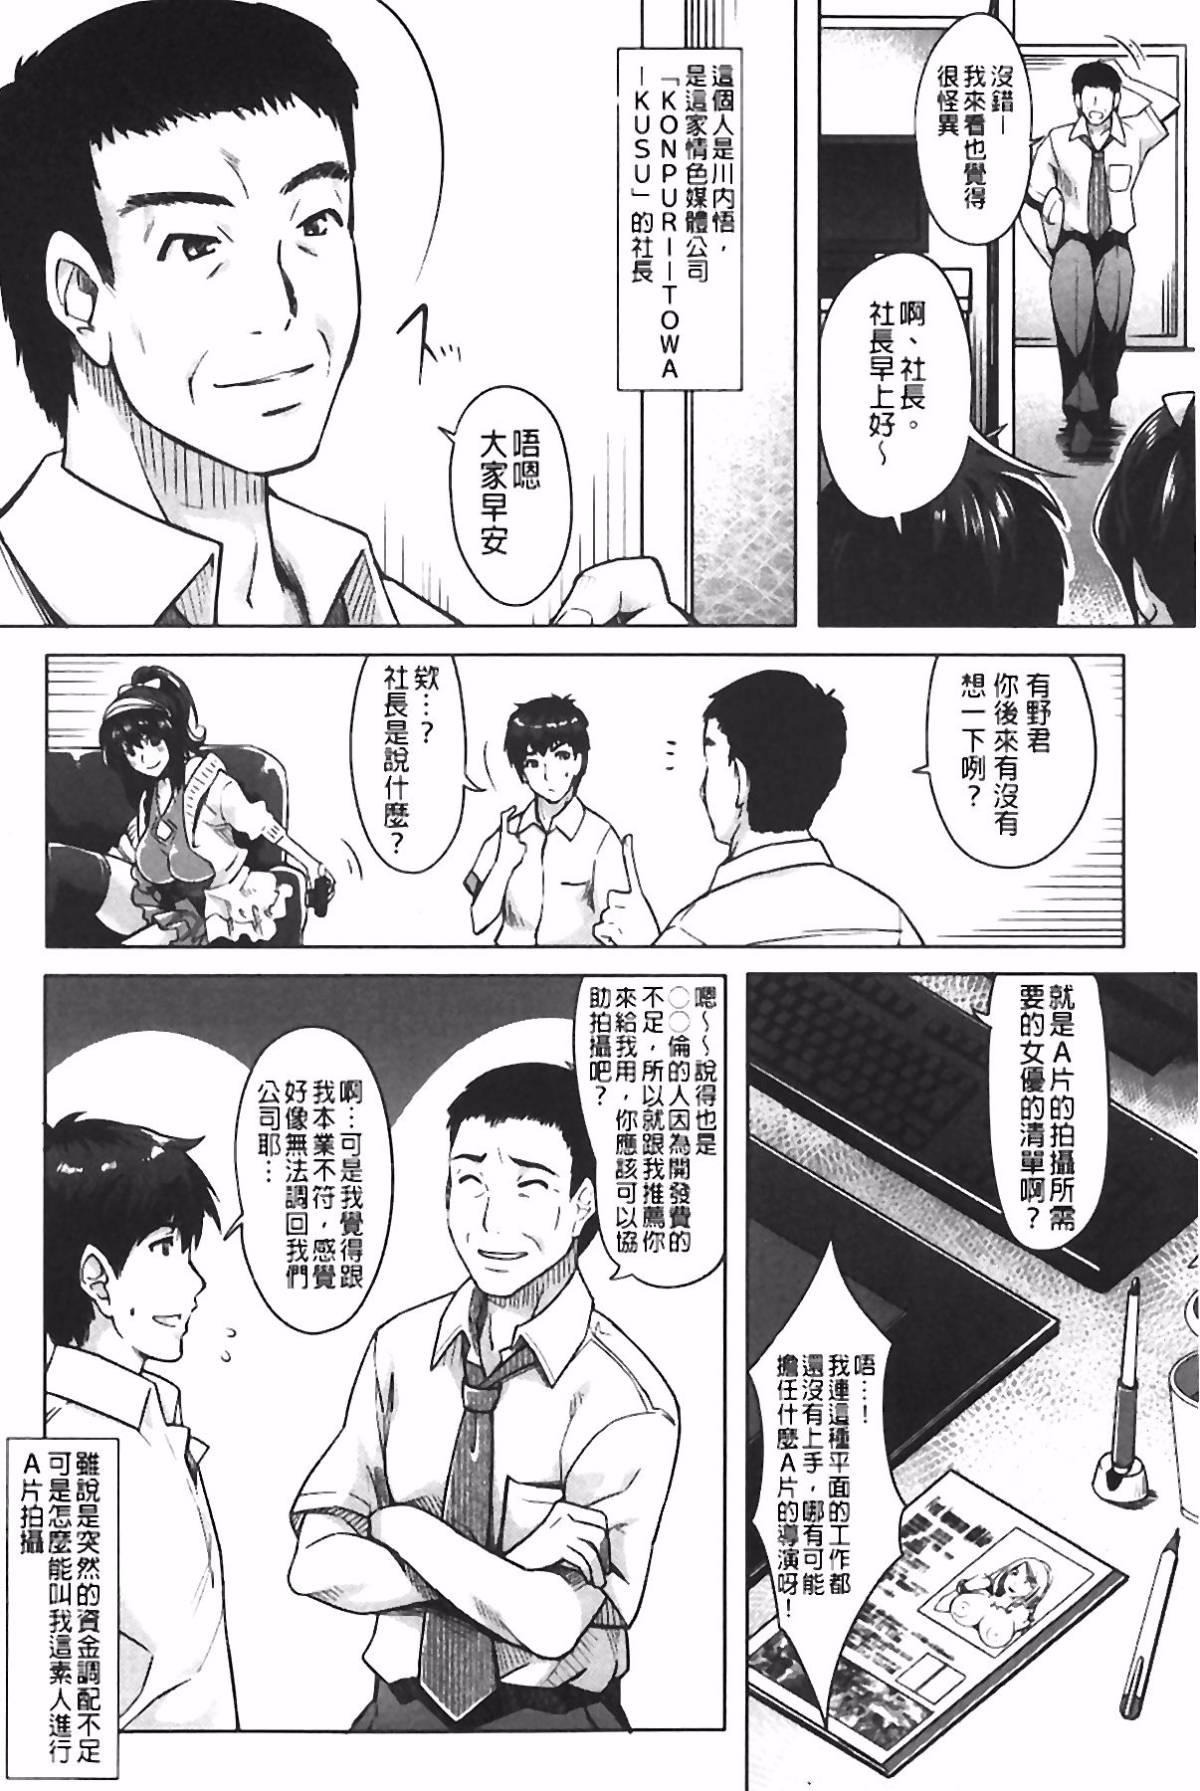 沒錯—
我來看也覺得
很怪異
啊、社長。
社長早上好～
這個人是川內悟，
是這家情色媒體公司
「KONPURI—TOWA
—KUSU」的社長
唔嗯
大家早安
有野君
你後來有沒有
想一下咧？
欸…？
社長是說什麼？
就是A片的拍攝所需
要的女優的清單啊？
唔…！
我連這種平面的工作都
還沒有上手，哪有可能
擔任什麼A片的導演呀！
嗯～～說得也是
○○倫的人因為開發費的
不足，所以就跟我推薦你
來給我用，你應該可以協
助拍攝吧？
啊…可是我覺得跟
我本業不符，感覺
好像無法調回我們
公司耶…
雖說是突然的資金調配不足
可是怎麼能叫我這素人進行
A片拍攝